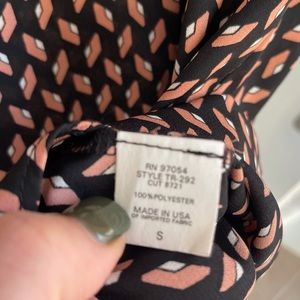 RN 97054
STYLE TR-292
CUT 8721
100% POLYESTER
MADE IN USA
OF IMPORTED FABRIC
S